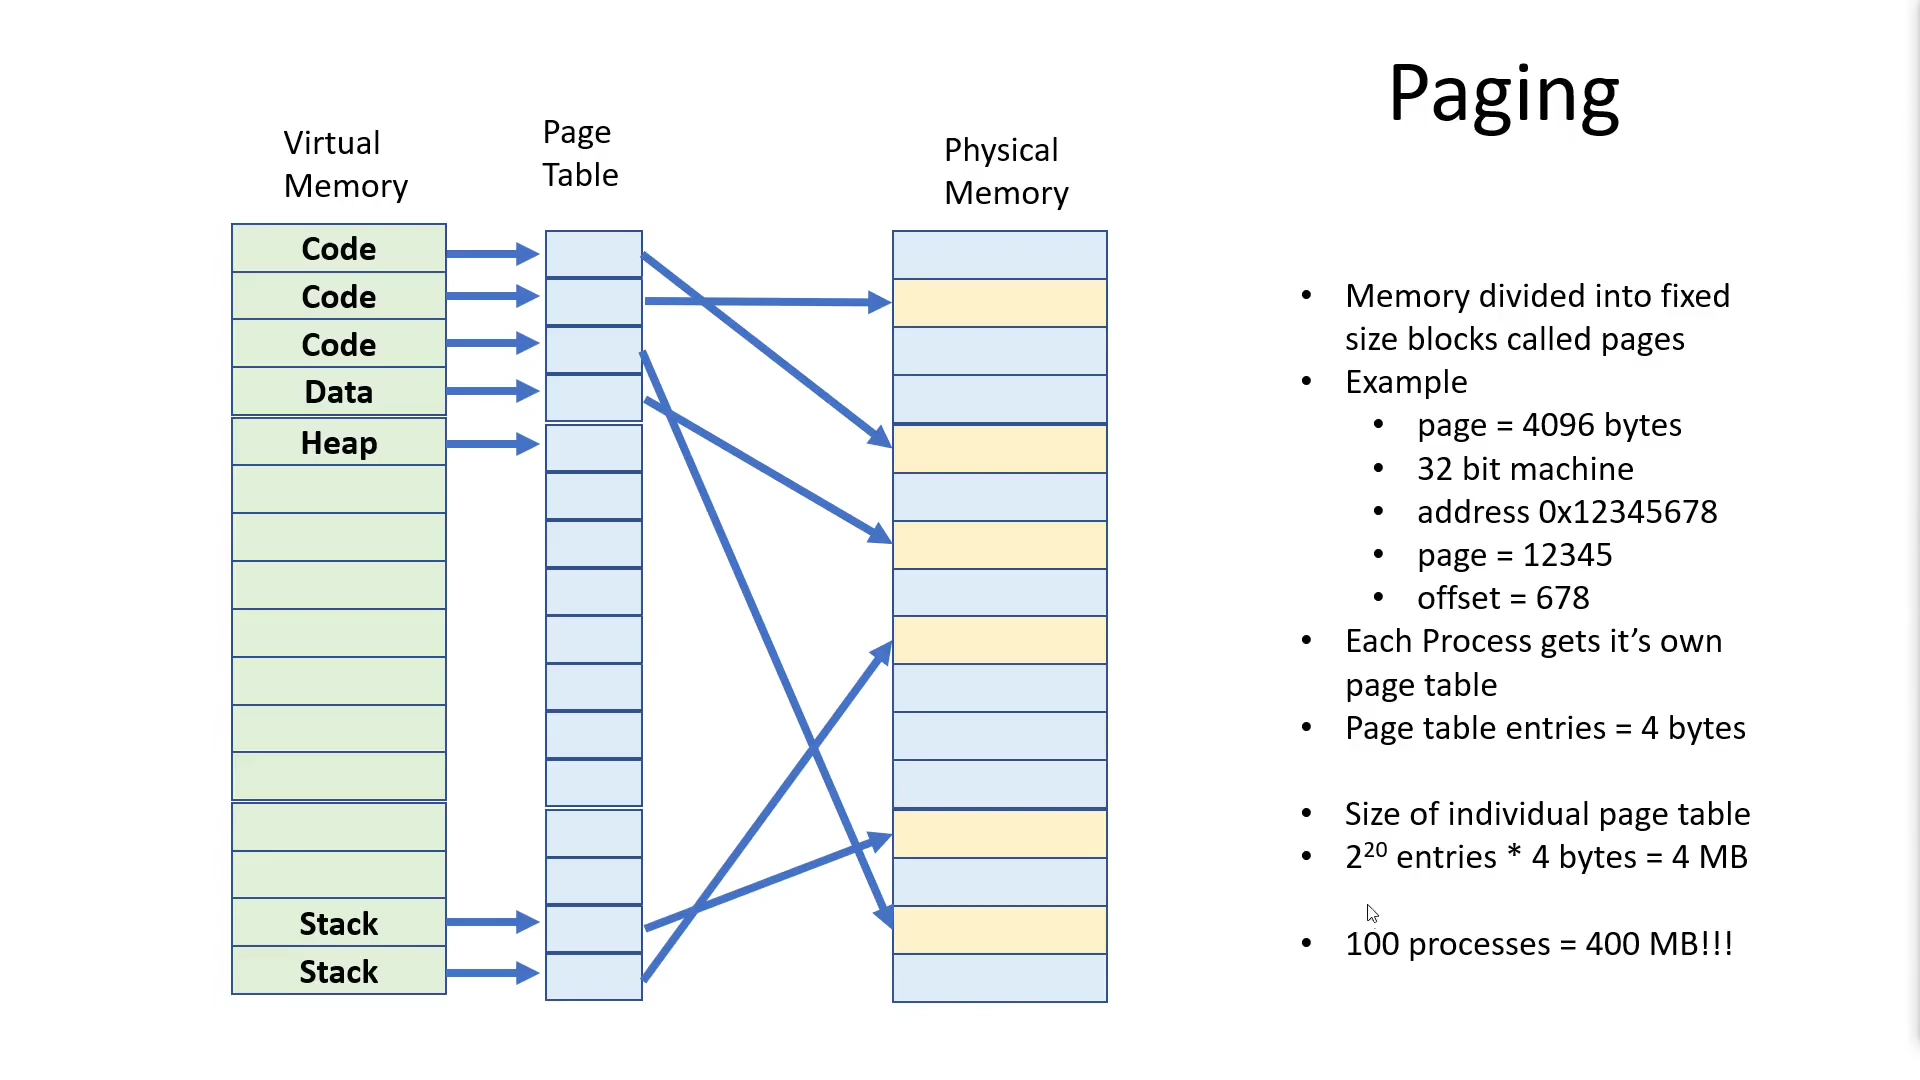 Paging
Virtual
Memory
Page
Table
Physical
Memory
Code
Code
Code
Data
Heap
Stack
Stack
• Memory divided into fixed
size blocks called pages
• Example
• page = 4096 bytes
• 32 bit machine
• address 0x12345678
• page = 12345
• offset = 678
• Each Process gets it’s own
page table
• Page table entries = 4 bytes
• Size of individual page table
• 2²⁰ entries * 4 bytes = 4 MB
• 100 processes = 400 MB!!!